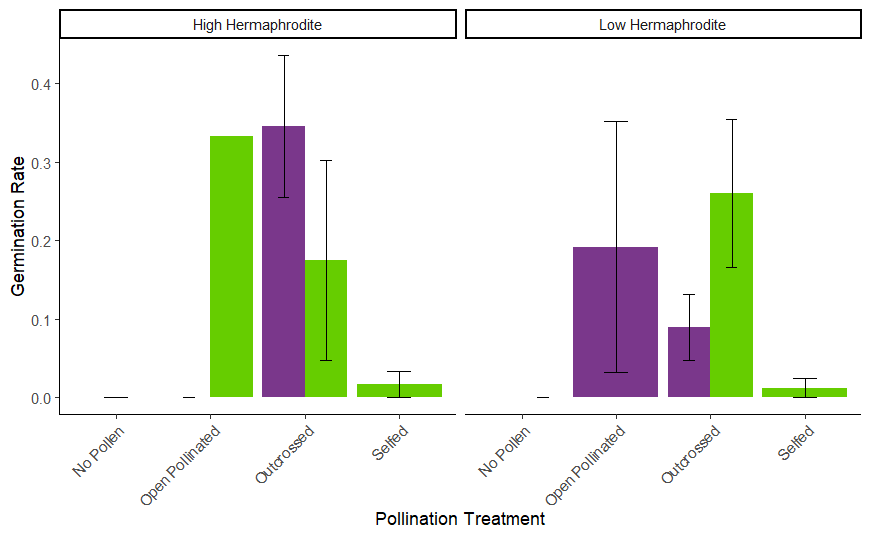 High Hermaphrodite
Low Hermaphrodite
Germination Rate
0.4
0.3
0.2
0.1
0.0
No Pollen
Open Pollinated
Outcrossed
Selfed
No Pollen
Open Pollinated
Outcrossed
Selfed
Pollination Treatment